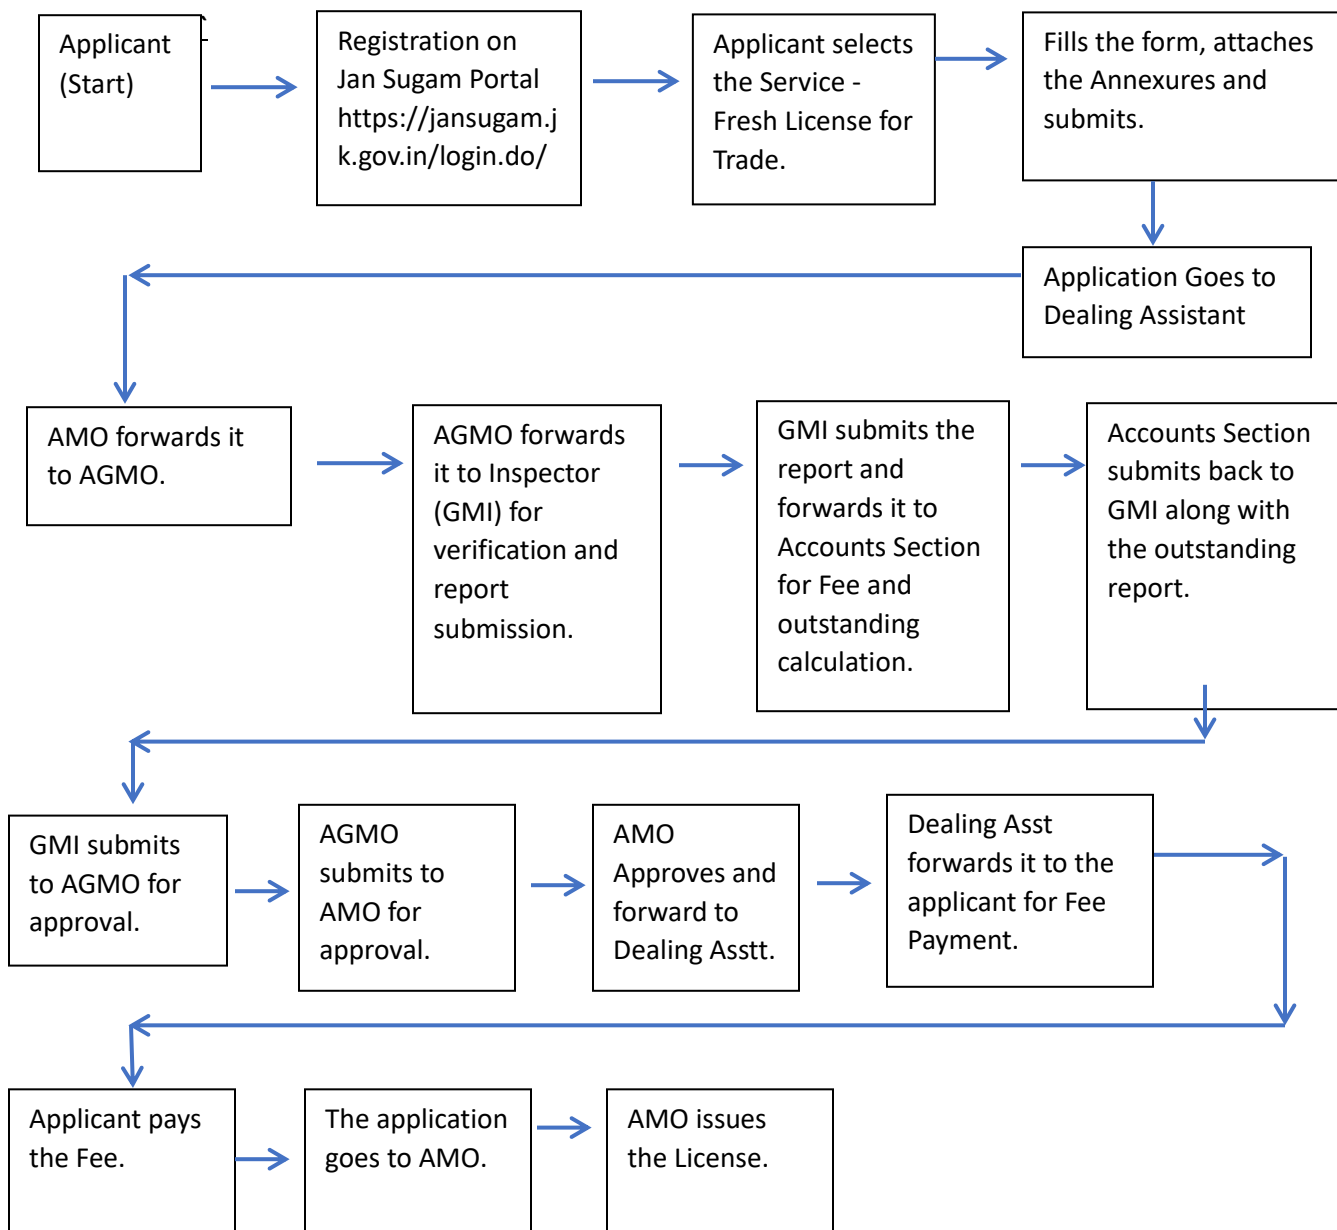 Applicant
(Start)
Registration on
Jan Sugam Portal
https://jansugam.j
k.gov.in/login.do/
Applicant selects
the Service -
Fresh License for
Trade.
Fills the form, attaches
the Annexures and
submits.
Application Goes to
Dealing Assistant
AMO forwards it
to AGMO.
AGMO forwards
it to Inspector
(GMI) for
verification and
report
submission.
GMI submits the
report and
forwards it to
Accounts Section
for Fee and
outstanding
calculation.
Accounts Section
submits back to
GMI along with
the outstanding
report.
GMI submits
to AGMO for
approval.
AGMO
submits to
AMO for
approval.
AMO
Approves and
forward to
Dealing Asstt.
Dealing Asst
forwards it to the
applicant for Fee
Payment.
Applicant pays
the Fee.
The application
goes to AMO.
AMO issues
the License.